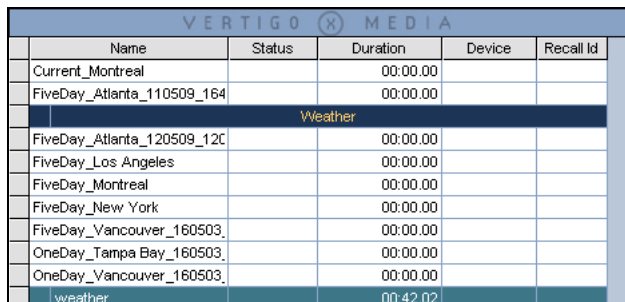 VERTIGO X MEDIA
Name Status Duration Device Recall Id
Current_Montreal 00:00.00
FiveDay_Atlanta_110509_164 00:00.00
Weather
FiveDay_Atlanta_120509_120 00:00.00
FiveDay_Los Angeles 00:00.00
FiveDay_Montreal 00:00.00
FiveDay_New York 00:00.00
FiveDay_Vancouver_160503_ 00:00.00
OneDay_Tampa Bay_160503_ 00:00.00
OneDay_Vancouver_160503_ 00:00.00
weather 00:42.02